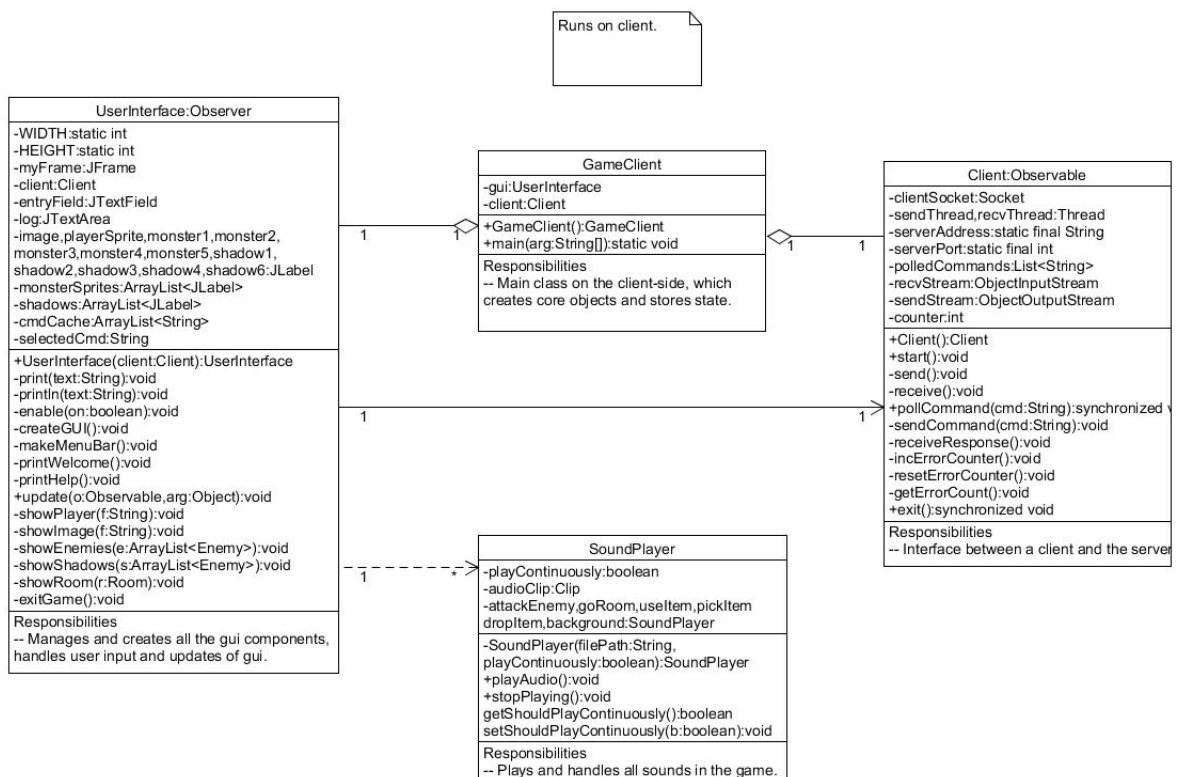 Runs on client.
UserInterface:Observer
-WIDTH:static int
-HEIGHT:static int
-myFrame:JFrame
-client:Client
-entryField:JTextField
-log:JTextArea
-image,playerSprite,monster1,monster2,
monster3,monster4,monster5,shadow1,
shadow2,shadow3,shadow4,shadow6:JLabel
-monsterSprites:ArrayList<JLabel>
-shadows:ArrayList<JLabel>
-cmdCache:ArrayList<String>
-selectedCmd:String
+UserInterface(client:Client):UserInterface
-print(text:String):void
-println(text:String):void
-enable(on:boolean):void
-createGUI():void
-makeMenuBar():void
-printWelcome():void
-printHelp():void
+update(o:Observable,arg:Object):void
-showPlayer(f:String):void
-showImage(f:String):void
-showEnemies(e:ArrayList<Enemy>):void
-showShadows(s:ArrayList<Enemy>):void
-showRoom(r:Room):void
-exitGame():void
Responsibilities
-- Manages and creates all the gui components,
handles user input and updates of gui.
1
1
GameClient
-gui:UserInterface
-client:Client
+GameClient():GameClient
+main(arg:String[]):static void
Responsibilities
-- Main class on the client-side, which
creates core objects and stores state.
1
1
Client:Observable
-clientSocket:Socket
-sendThread,recvThread:Thread
-serverAddress:static final String
-serverPort:static final int
-polledCommands:List<String>
-recvStream:ObjectInputStream
-sendStream:ObjectOutputStream
-counter:int
+Client():Client
+start():void
-send():void
-receive():void
+pollCommand(cmd:String):synchronized v
-sendCommand(cmd:String):void
-receiveResponse():void
-incErrorCounter():void
-resetErrorCounter():void
-getErrorCount():void
+exit():synchronized void
Responsibilities
-- Interface between a client and the server
1
1
1
*
SoundPlayer
-playContinuously:boolean
-audioClip:Clip
-attackEnemy,goRoom,useItem,pickItem
dropItem,background:SoundPlayer
-SoundPlayer(filePath:String,
playContinuously:boolean):SoundPlayer
+playAudio():void
+stopPlaying():void
getShouldPlayContinuously():boolean
setShouldPlayContinuously(b:boolean):void
Responsibilities
-- Plays and handles all sounds in the game.